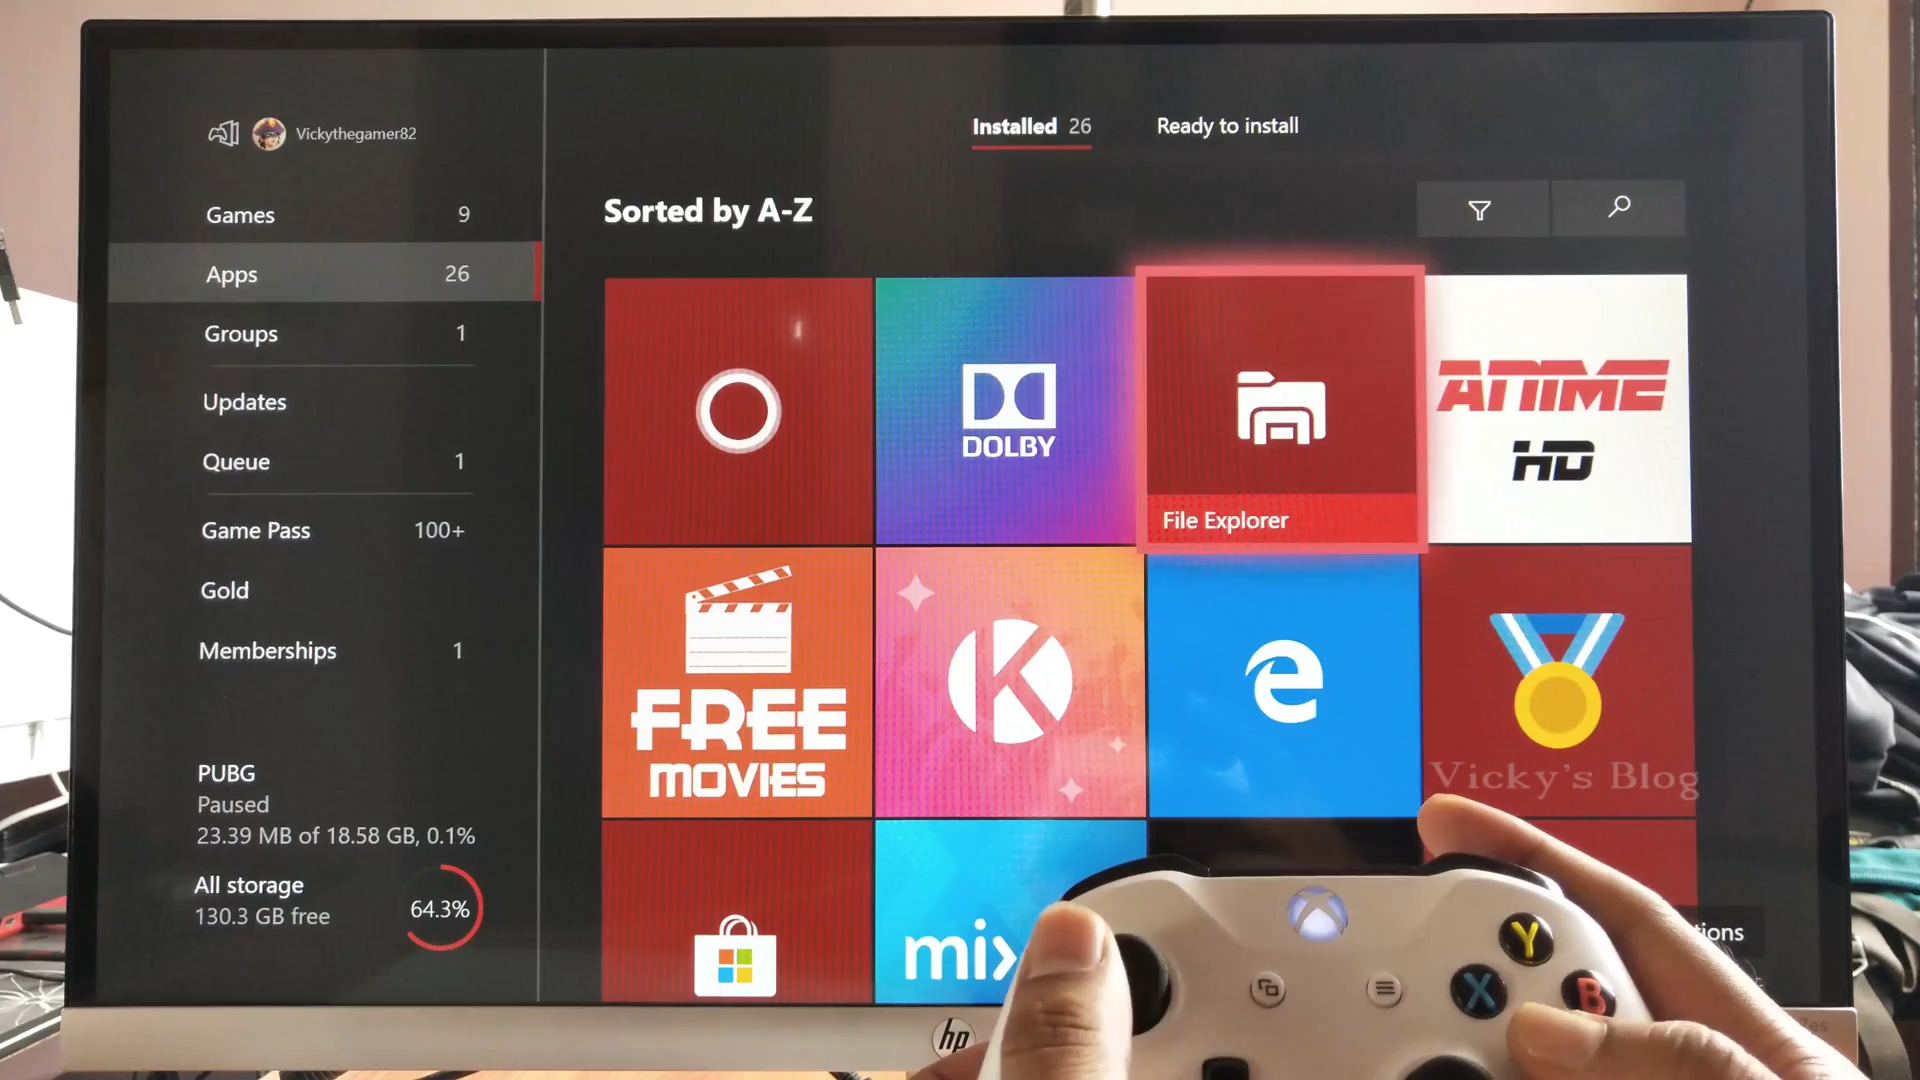 Vickythegamer82
Installed 26
Ready to install
Sorted by A-Z
Games 9
Apps 26
Groups 1
Updates
Queue 1
Game Pass 100+
Gold
Memberships 1
PUBG
Paused
23.39 MB of 18.58 GB, 0.1%
All storage
130.3 GB free
64.3%
DOLBY
File Explorer
ANIME
HD
FREE
MOVIES
K
e
Vicky's Blog
mix
tions
hp
Y
X
B